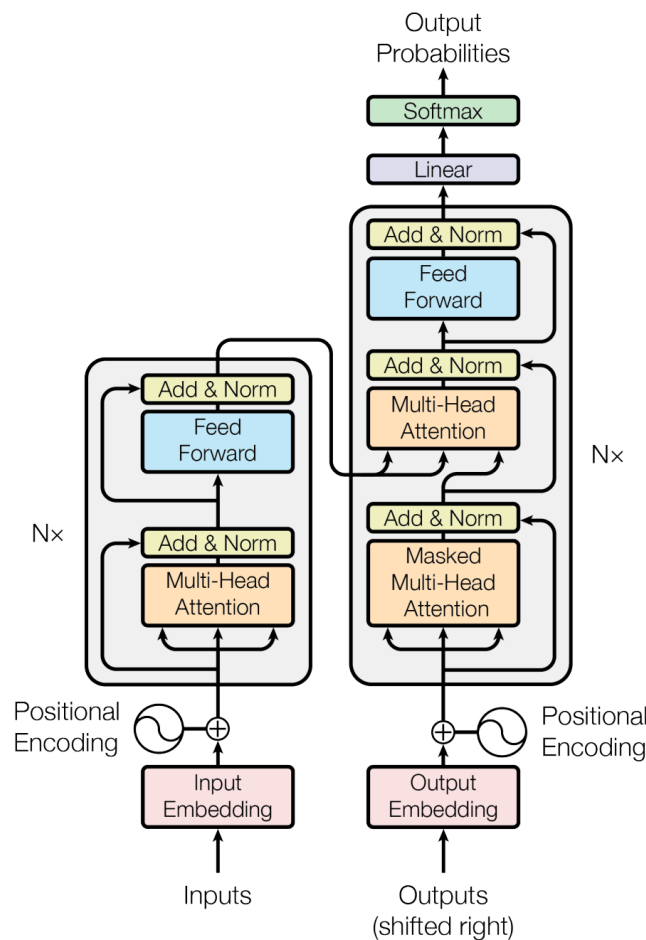 Output
Probabilities
Softmax
Linear
Add & Norm
Feed
Forward
Add & Norm
Multi-Head
Attention
Add & Norm
Masked
Multi-Head
Attention
Nx
Add & Norm
Feed
Forward
Add & Norm
Multi-Head
Attention
Nx
Positional
Encoding
Positional
Encoding
Input
Embedding
Output
Embedding
Inputs
Outputs
(shifted right)